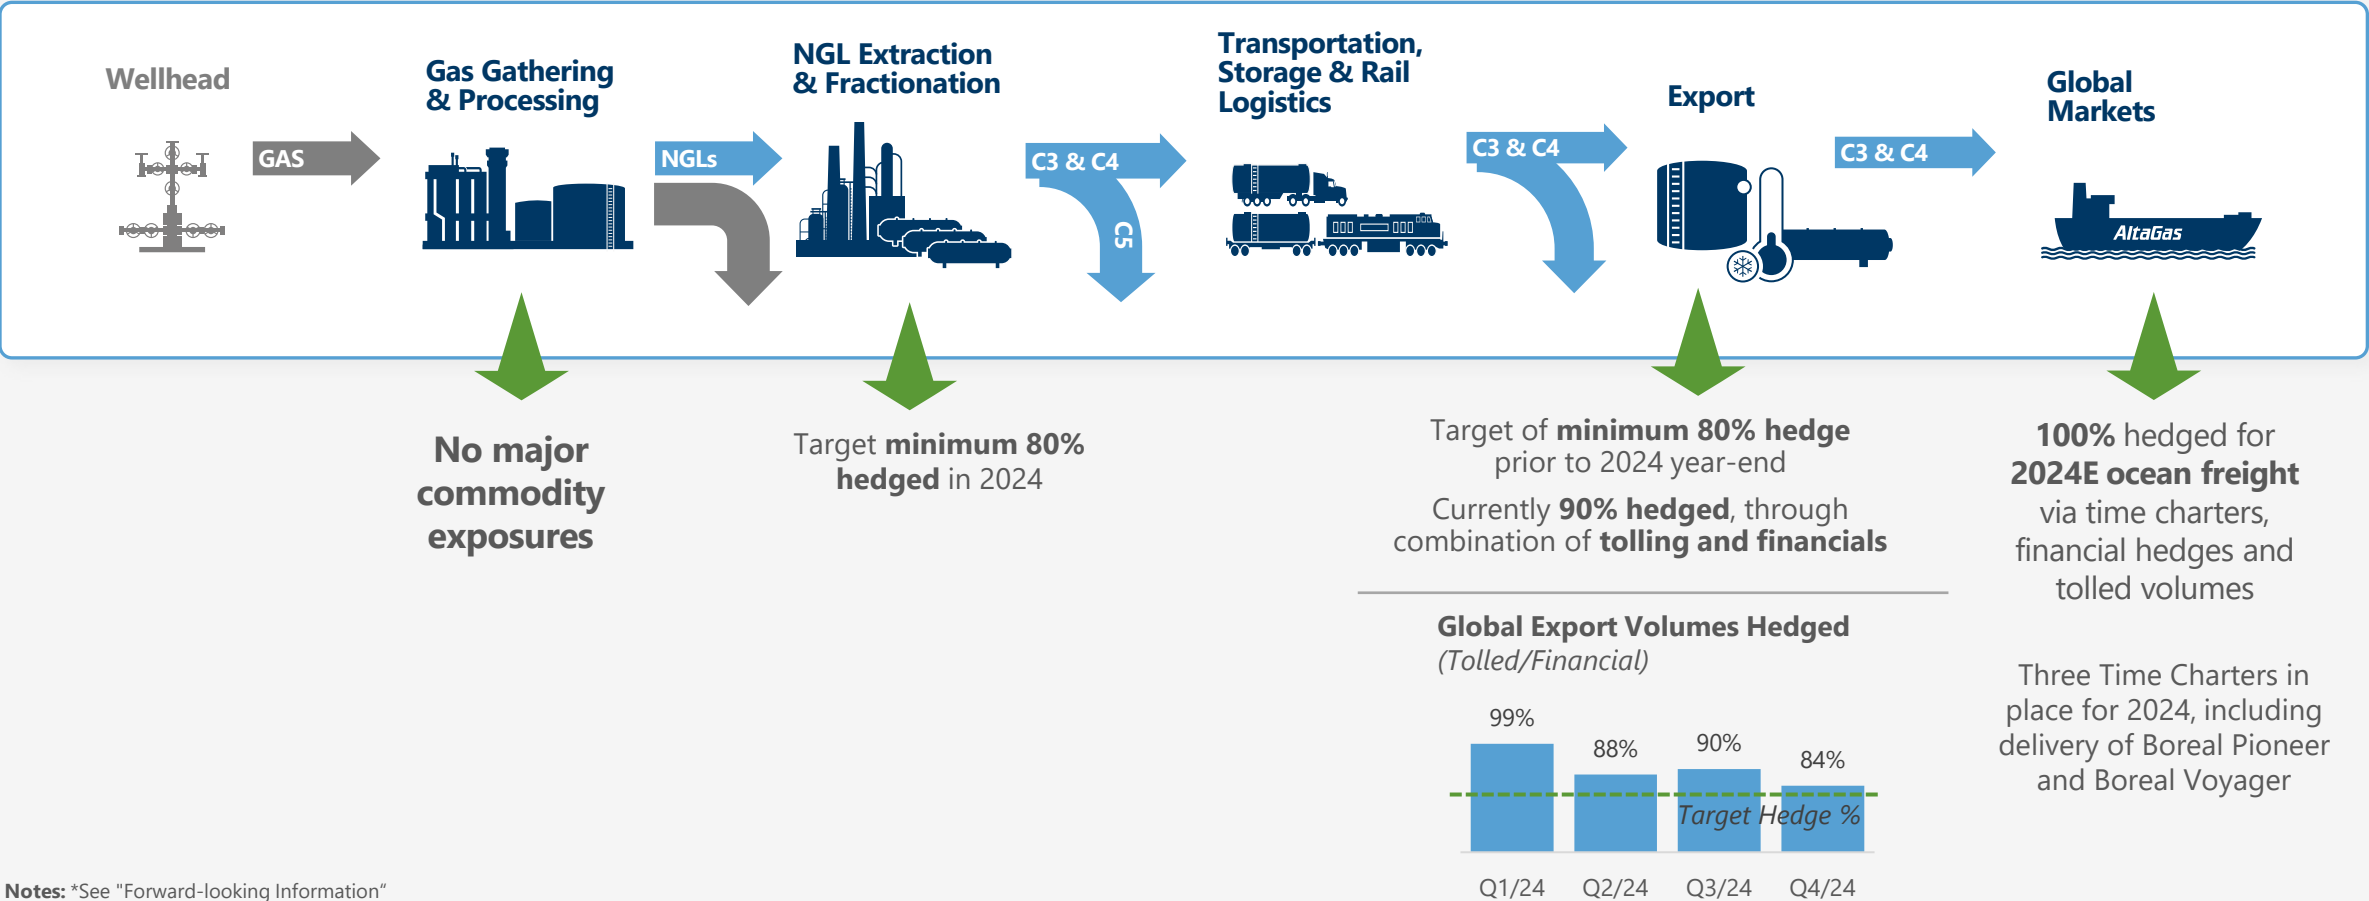 Wellhead
GAS
Gas Gathering
& Processing
NGLs
NGL Extraction
& Fractionation
C3 & C4
C5
Transportation,
Storage & Rail
Logistics
C3 & C4
Export
C3 & C4
Global
Markets
AltaGas
No major
commodity
exposures
Target minimum 80%
hedged in 2024
Target of minimum 80% hedge
prior to 2024 year-end
Currently 90% hedged, through
combination of tolling and financials
Global Export Volumes Hedged
(Tolled/Financial)
99%
88%
90%
84%
Target Hedge %
Q1/24
Q2/24
Q3/24
Q4/24
100% hedged for
2024E ocean freight
via time charters,
financial hedges and
tolled volumes
Three Time Charters in
place for 2024, including
delivery of Boreal Pioneer
and Boreal Voyager
Notes: *See "Forward-looking Information“